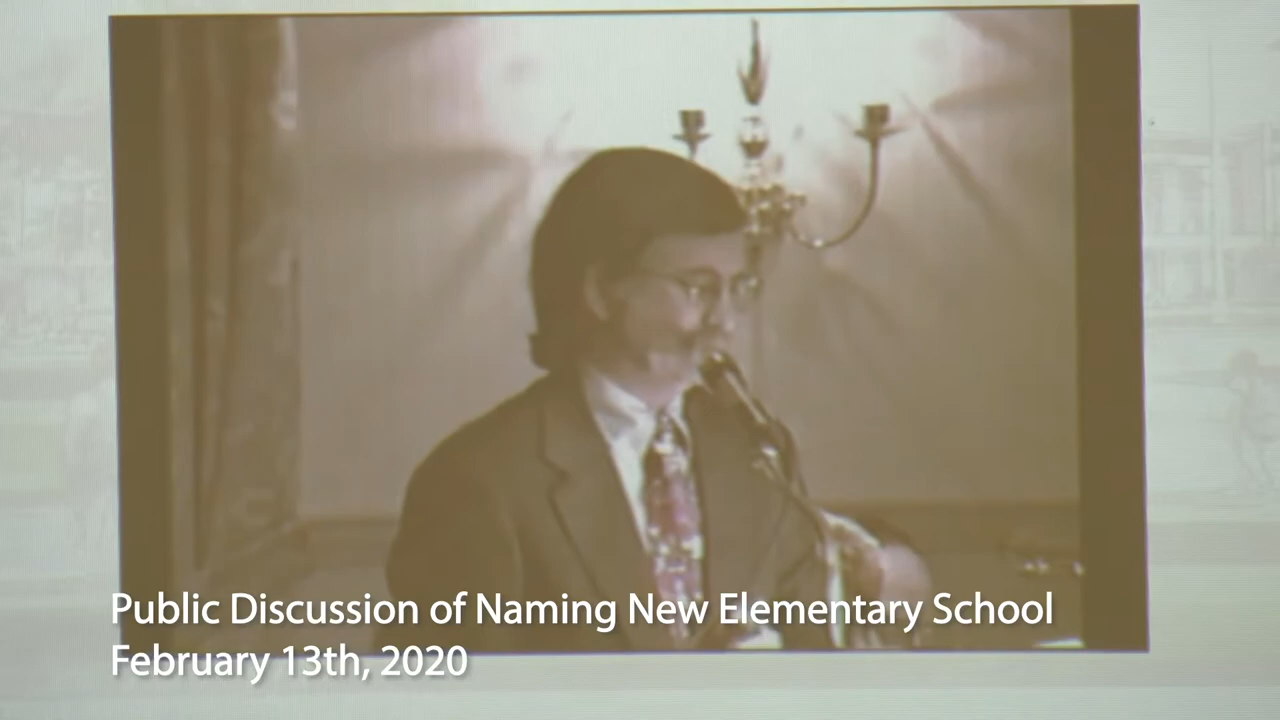 Public Discussion of Naming New Elementary School
February 13th, 2020